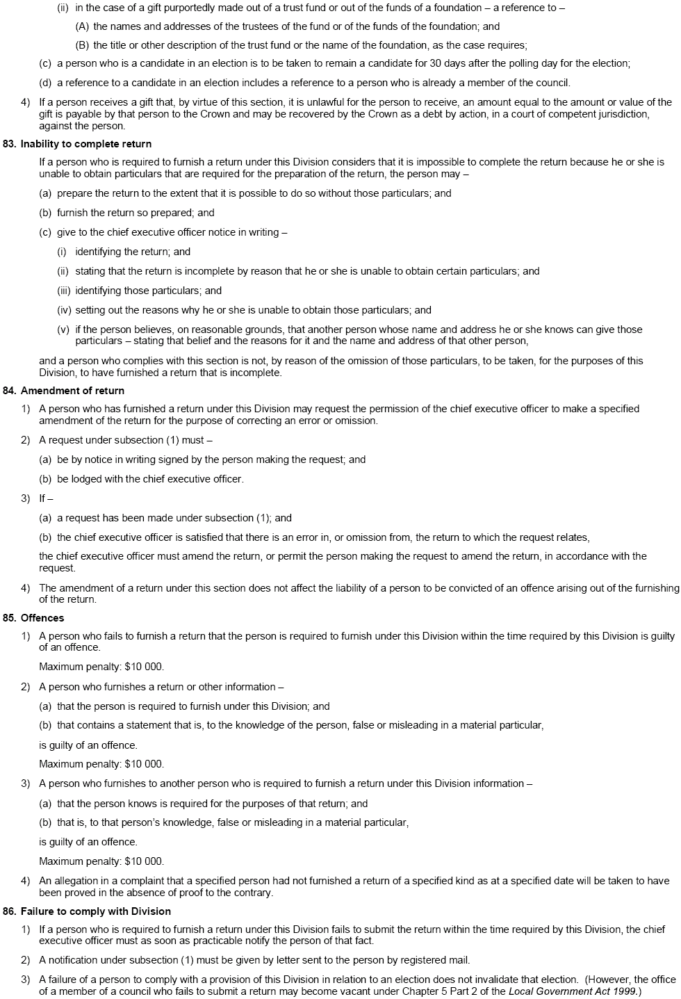 (ii) in the case of a gift purportedly made out of a trust fund or out of the funds of a foundation – a reference to –
(A) the names and addresses of the trustees of the fund or of the funds of the foundation; and
(B) the title or other description of the trust fund or the name of the foundation, as the case requires;
(c) a person who is a candidate in an election is to be taken to remain a candidate for 30 days after the polling day for the election;
(d) a reference to a candidate in an election includes a reference to a person who is already a member of the council.
4) If a person receives a gift that, by virtue of this section, it is unlawful for the person to receive, an amount equal to the amount or value of the
gift is payable by that person to the Crown and may be recovered by the Crown as a debt by action, in a court of competent jurisdiction,
against the person.
83. Inability to complete return
If a person who is required to furnish a return under this Division considers that it is impossible to complete the return because he or she is
unable to obtain particulars that are required for the preparation of the return, the person may –
(a) prepare the return to the extent that it is possible to do so without those particulars; and
(b) furnish the return so prepared; and
(c) give to the chief executive officer notice in writing –
(i) identifying the return; and
(ii) stating that the return is incomplete by reason that he or she is unable to obtain certain particulars; and
(iii) identifying those particulars; and
(iv) setting out the reasons why he or she is unable to obtain those particulars; and
(v) if the person believes, on reasonable grounds, that another person whose name and address he or she knows can give those
particulars – stating that belief and the reasons for it and the name and address of that other person,
and a person who complies with this section is not, by reason of the omission of those particulars, to be taken, for the purposes of this
Division, to have furnished a return that is incomplete.
84. Amendment of return
1) A person who has furnished a return under this Division may request the permission of the chief executive officer to make a specified
amendment of the return for the purpose of correcting an error or omission.
2) A request under subsection (1) must –
(a) be by notice in writing signed by the person making the request; and
(b) be lodged with the chief executive officer.
3) If –
(a) a request has been made under subsection (1); and
(b) the chief executive officer is satisfied that there is an error in, or omission from, the return to which the request relates,
the chief executive officer must amend the return, or permit the person making the request to amend the return, in accordance with the
request.
4) The amendment of a return under this section does not affect the liability of a person to be convicted of an offence arising out of the furnishing
of the return.
85. Offences
1) A person who fails to furnish a return that the person is required to furnish under this Division within the time required by this Division is guilty
of an offence.
Maximum penalty: $10 000.
2) A person who furnishes a return or other information –
(a) that the person is required to furnish under this Division; and
(b) that contains a statement that is, to the knowledge of the person, false or misleading in a material particular,
is guilty of an offence.
Maximum penalty: $10 000.
3) A person who furnishes to another person who is required to furnish a return under this Division information –
(a) that the person knows is required for the purposes of that return; and
(b) that is, to that person's knowledge, false or misleading in a material particular,
is guilty of an offence.
Maximum penalty: $10 000.
4) An allegation in a complaint that a specified person had not furnished a return of a specified kind as at a specified date will be taken to have
been proved in the absence of proof to the contrary.
86. Failure to comply with Division
1) If a person who is required to furnish a return under this Division fails to submit the return within the time required by this Division, the chief
executive officer must as soon as practicable notify the person of that fact.
2) A notification under subsection (1) must be given by letter sent to the person by registered mail.
3) A failure of a person to comply with a provision of this Division in relation to an election does not invalidate that election. (However, the office
of a member of a council who fails to submit a return may become vacant under Chapter 5 Part 2 of the Local Government Act 1999.)